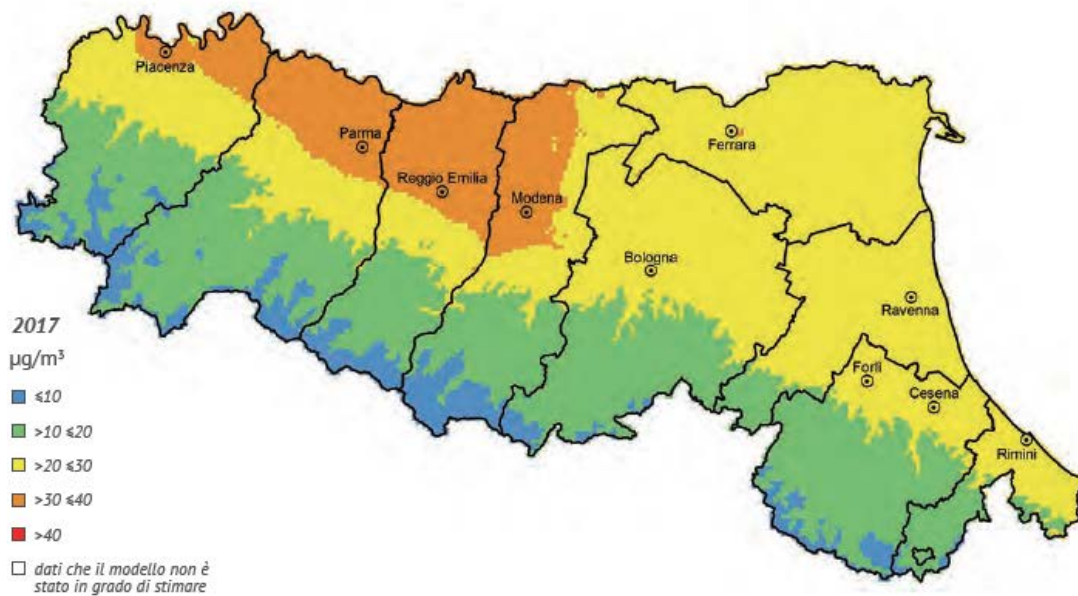 Piacenza
Parma
Reggio Emilia
Modena
Ferrara
Bologna
Ravenna
Forlì
Cesena
Rimini
2017
µg/m³
≤10
>10 ≤20
>20 ≤30
>30 ≤40
>40
dati che il modello non è
stato in grado di stimare